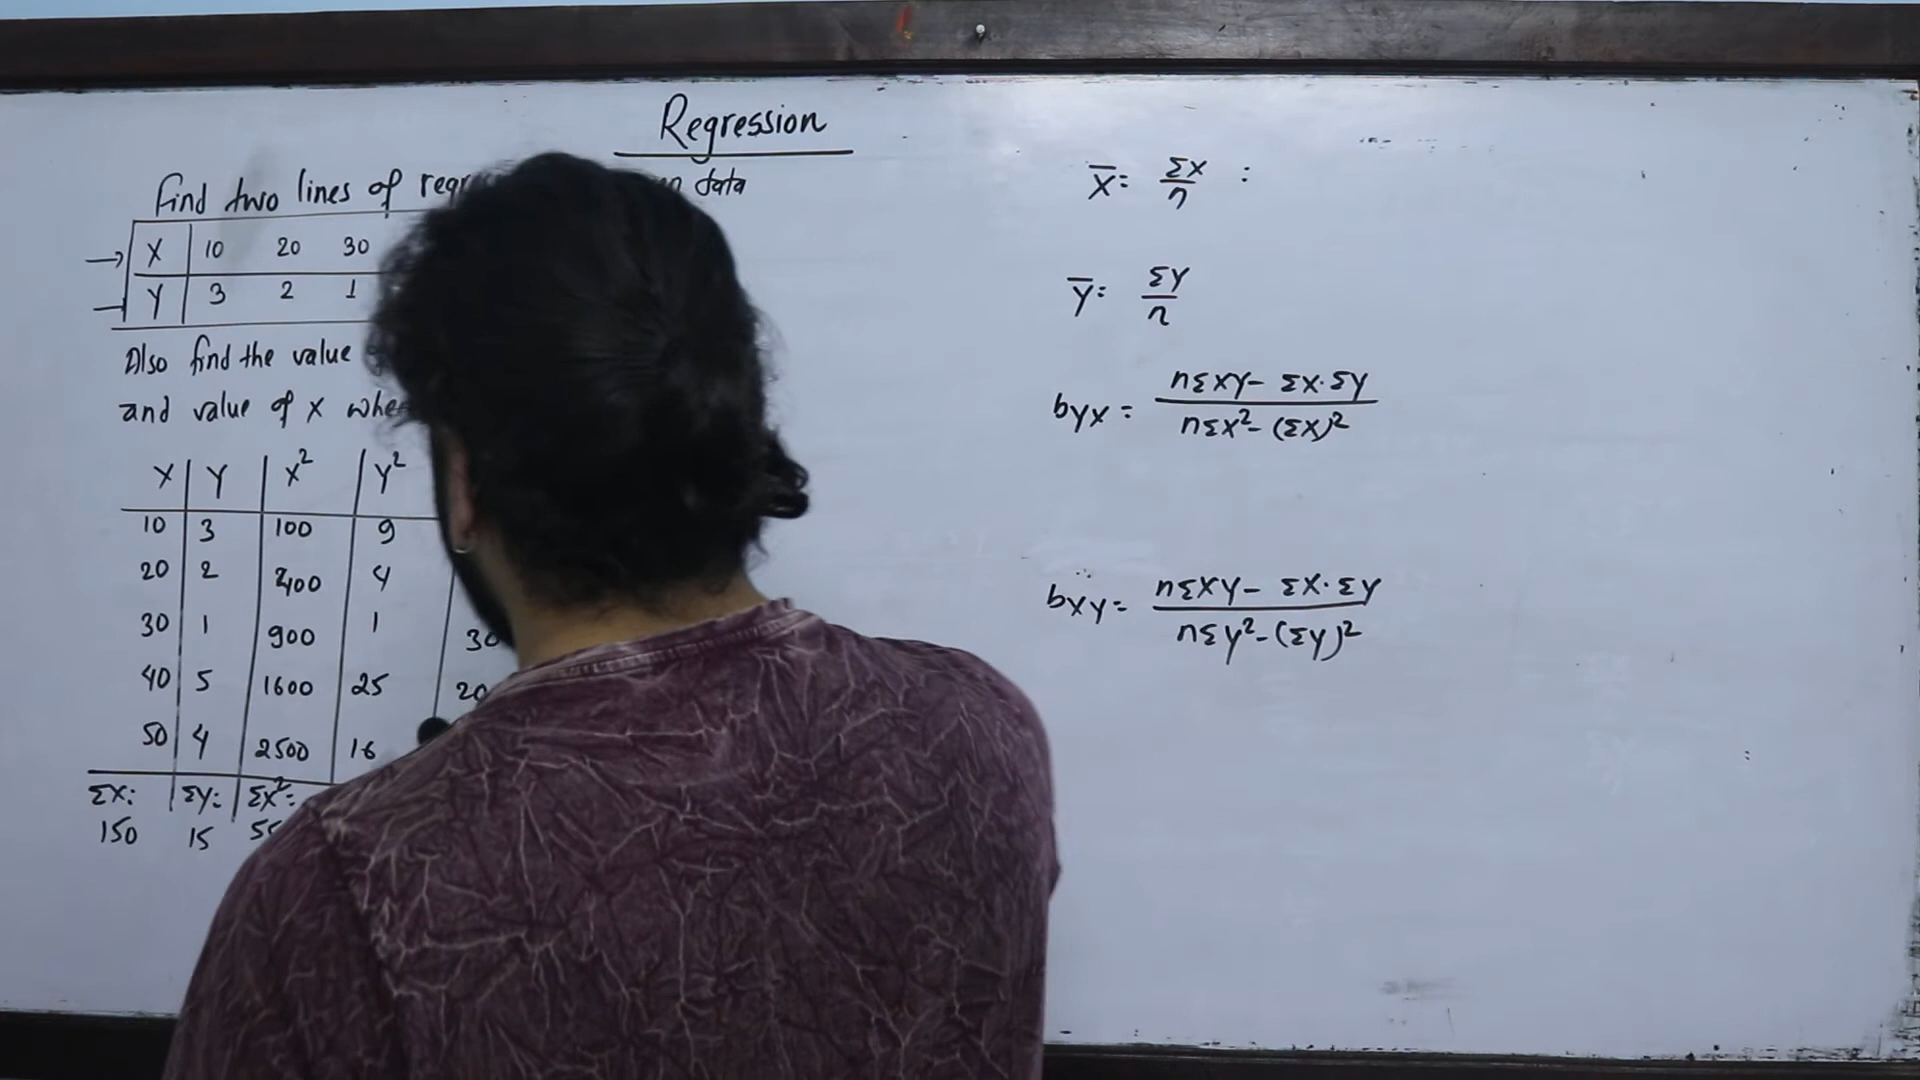 Regression
Find two lines of data
X 10 20 30
Y 3 2 1
Also find the value
and value of X
X Y X² Y²
10 3 100 9
20 2 400 4
30 1 900 1 30
40 5 1600 25 20
50 4 2500 16
ΣX: ΣY: ΣX²:
150 15
X̄ = ΣX/n :
Ȳ = ΣY/n
byx = nΣXY - ΣX·ΣY / nΣX² - (ΣX)²
bxy = nΣXY - ΣX·ΣY / nΣY² - (ΣY)²